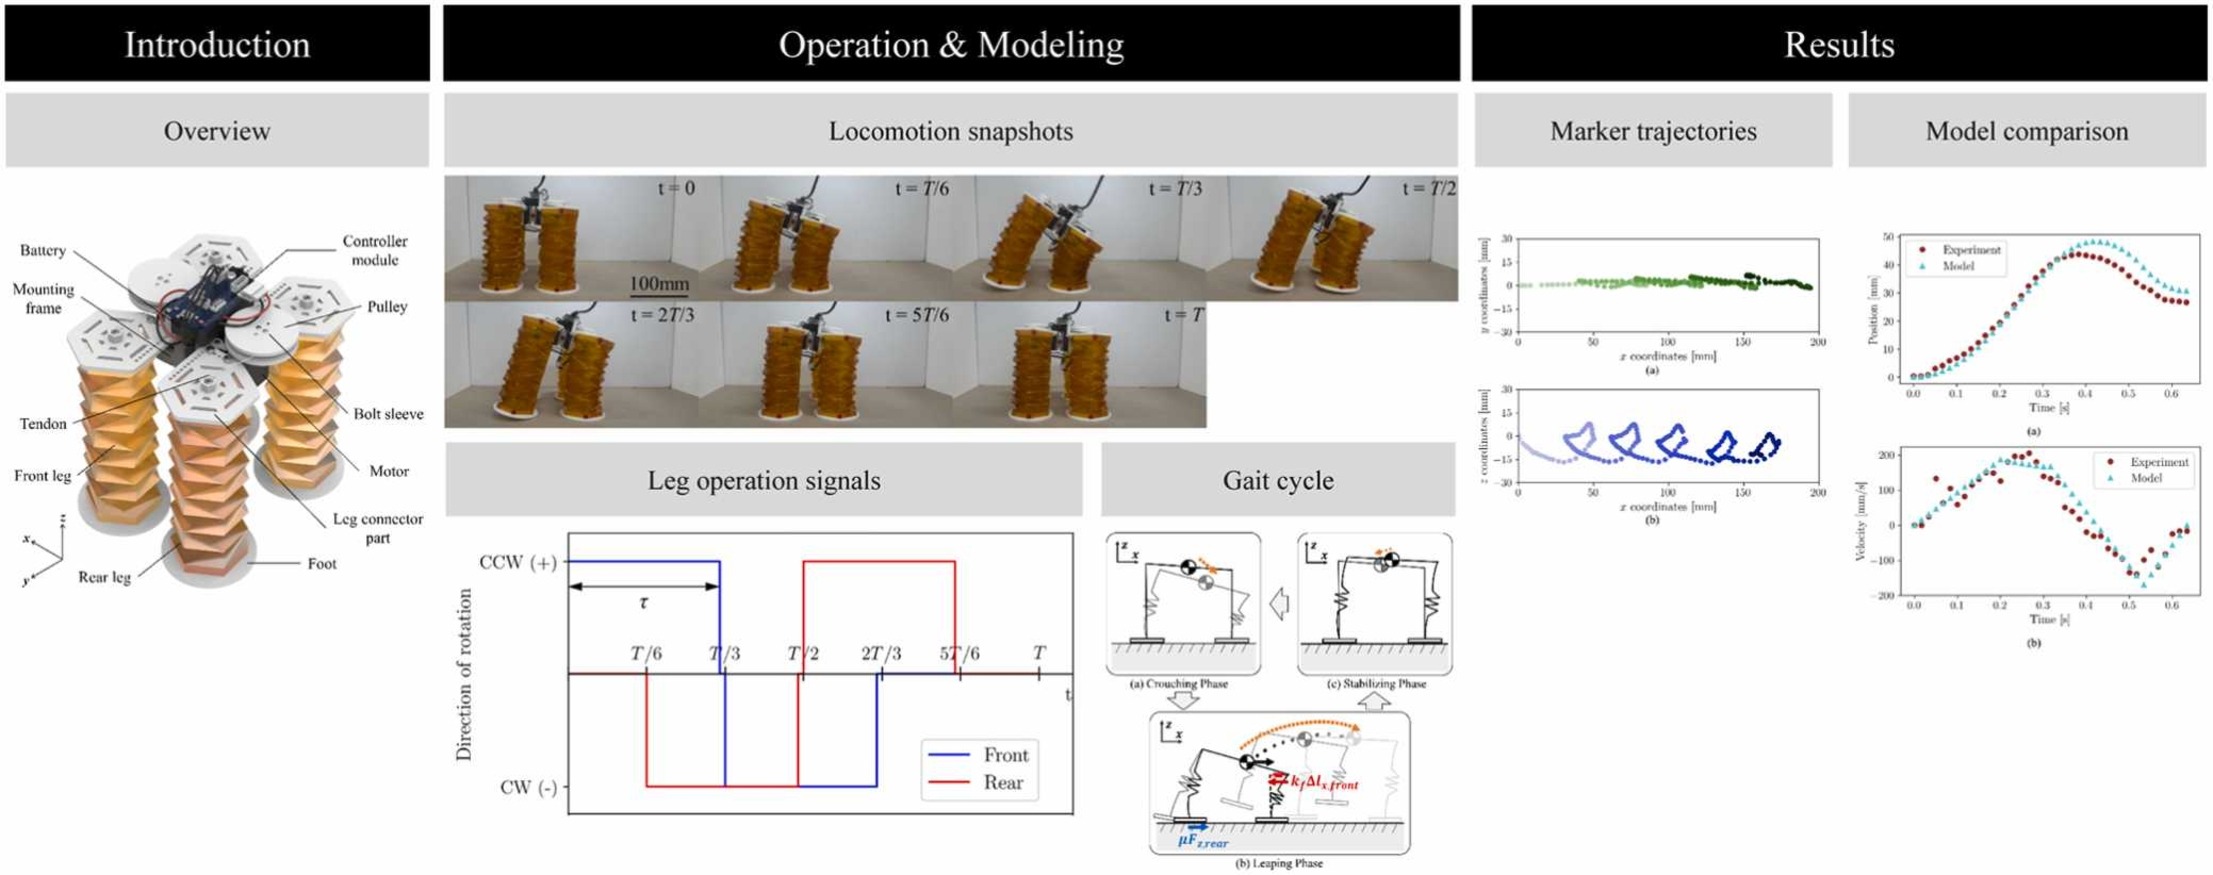 Introduction
Operation & Modeling
Results
Overview
Locomotion snapshots
Marker trajectories
Model comparison
Battery
Controller
module
Mounting
frame
Pulley
Tendon
Bolt sleeve
Front leg
Motor
Leg connector
part
Rear leg
Foot
x
y
z
t = 0
t = T/6
t = T/3
t = T/2
100mm
t = 2T/3
t = 5T/6
t = T
Leg operation signals
Gait cycle
Direction of rotation
CCW (+)
CW (-)
τ
T/6
T/3
T/2
2T/3
5T/6
T
t
Front
Rear
z
x
(a) Crouching Phase
z
x
(c) Stabilizing Phase
z
x
k_fΔl_x,front
μF_z,rear
(b) Leaping Phase
y coordinates [mm]
30
15
0
−15
−30
0
50
100
150
200
x coordinates [mm]
(a)
z coordinates [mm]
30
15
0
−15
−30
0
50
100
150
200
x coordinates [mm]
(b)
Position [mm]
50
40
30
20
10
0
Experiment
Model
0.0
0.1
0.2
0.3
0.4
0.5
0.6
Time [s]
(a)
Velocity [mm/s]
200
100
0
−100
−200
Experiment
Model
0.0
0.1
0.2
0.3
0.4
0.5
0.6
Time [s]
(b)